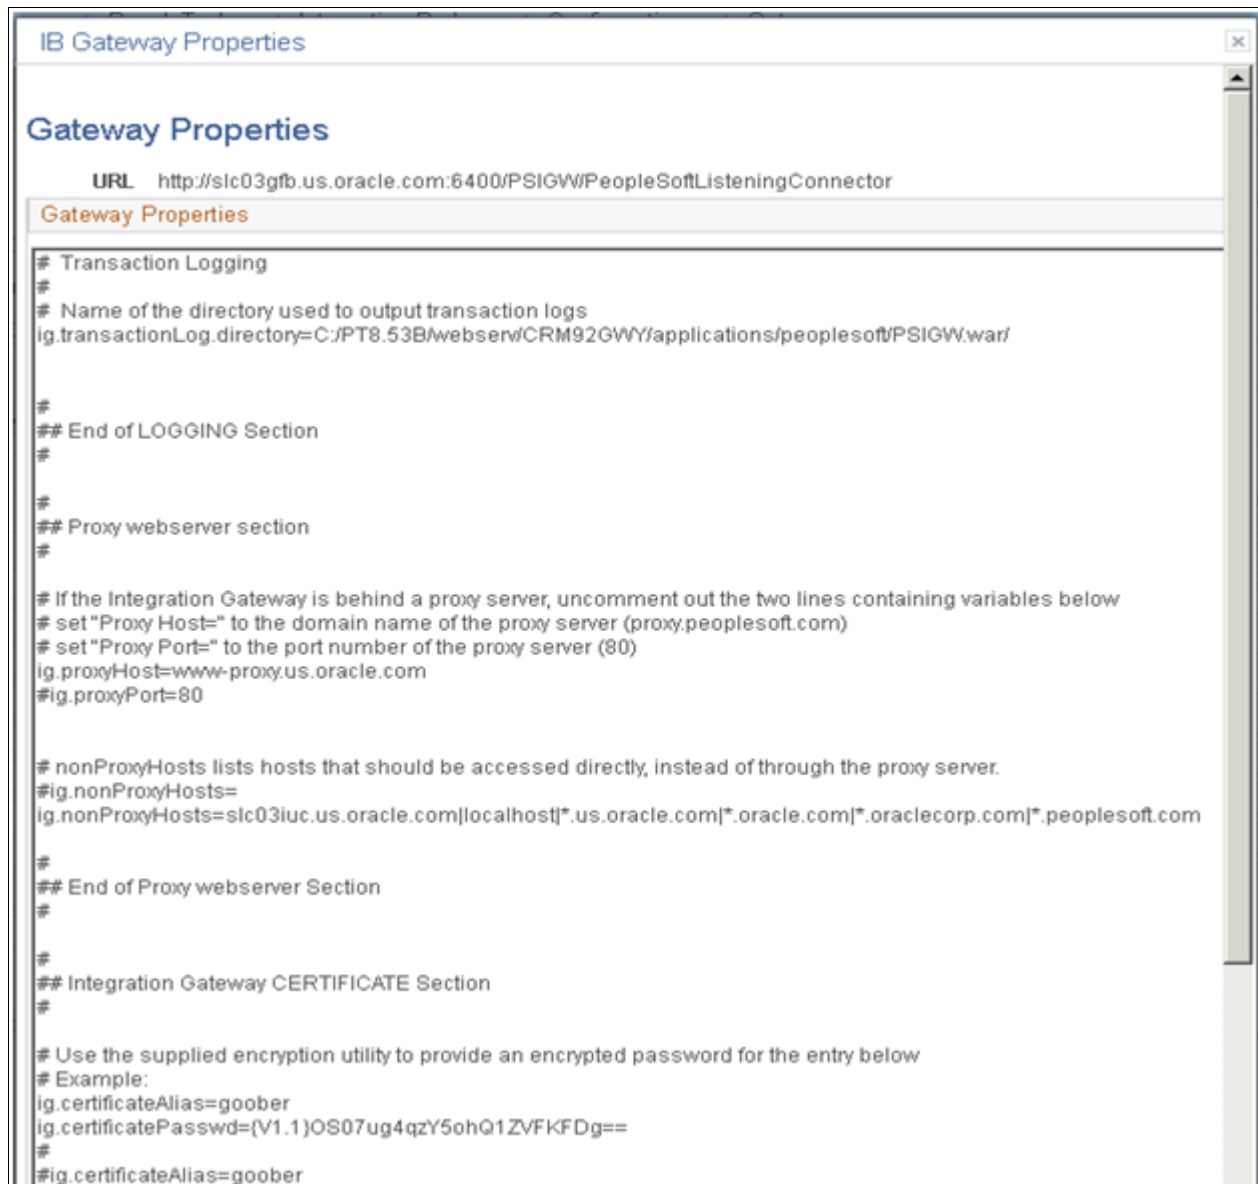 IB Gateway Properties
Gateway Properties
URL http://slc03gfb.us.oracle.com:6400/PSIGW/PeopleSoftListeningConnector
Gateway Properties
# Transaction Logging
#
# Name of the directory used to output transaction logs
ig.transactionLog.directory=C:/PT8.53B/webserv/CRM92GWY/applications/peoplesoft/PSIGW.war/
#
## End of LOGGING Section
#
#
## Proxy webserver section
#
# If the Integration Gateway is behind a proxy server, uncomment out the two lines containing variables below
# set "Proxy Host=" to the domain name of the proxy server (proxy.peoplesoft.com)
# set "Proxy Port=" to the port number of the proxy server (80)
ig.proxyHost=www-proxy.us.oracle.com
#ig.proxyPort=80
# nonProxyHosts lists hosts that should be accessed directly, instead of through the proxy server.
#ig.nonProxyHosts=
ig.nonProxyHosts=slc03iuc.us.oracle.com|localhost|*.us.oracle.com|*.oracle.com|*.oraclecorp.com|*.peoplesoft.com
#
## End of Proxy webserver Section
#
#
## Integration Gateway CERTIFICATE Section
#
# Use the supplied encryption utility to provide an encrypted password for the entry below
# Example:
ig.certificateAlias=goober
ig.certificatePasswd={V1.1}OS07ug4qzY5ohQ1ZVFKFDg==
#
#ig.certificateAlias=goober